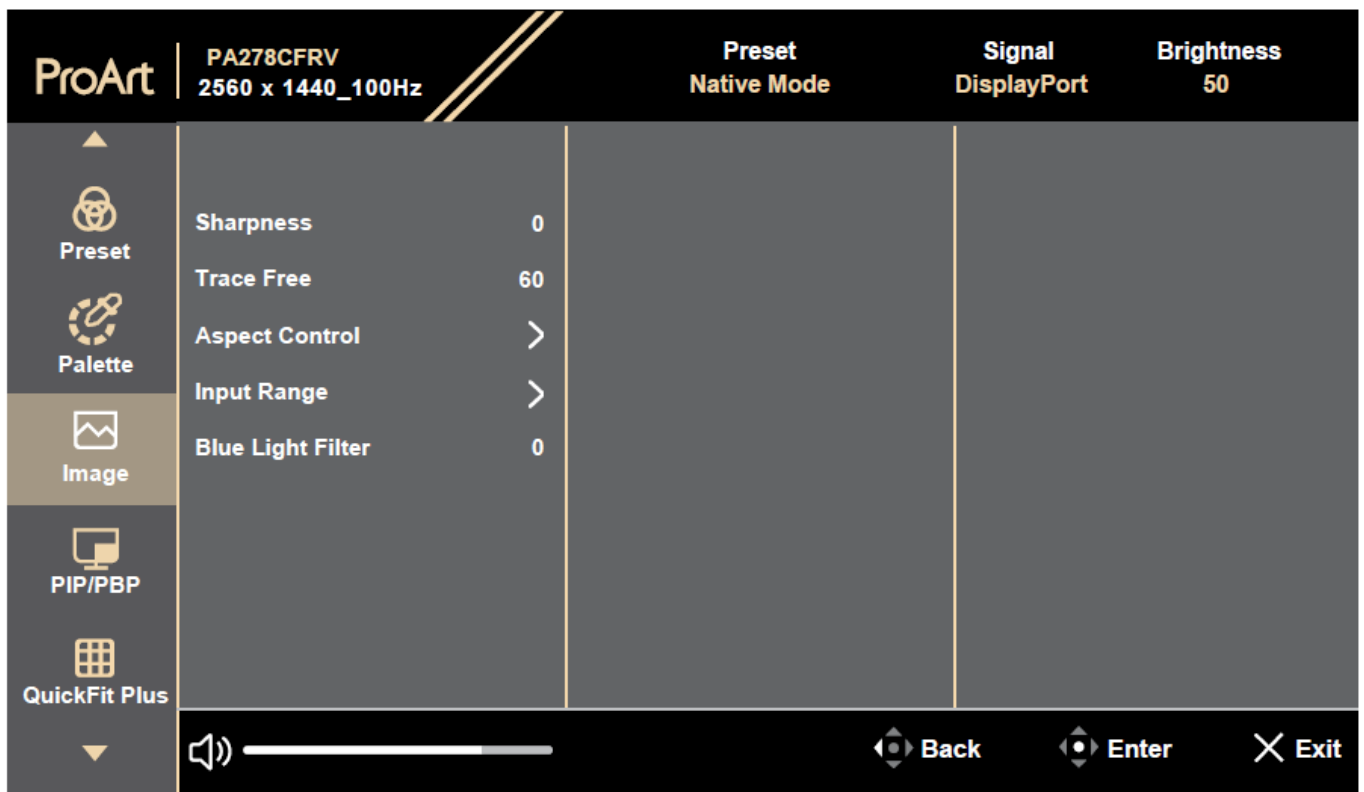 ProArt
PA278CFRV
2560 x 1440_100Hz
Preset
Native Mode
Signal
DisplayPort
Brightness
50
Preset
Palette
Image
PIP/PBP
QuickFit Plus
Sharpness 0
Trace Free 60
Aspect Control
Input Range
Blue Light Filter 0
Back
Enter
Exit